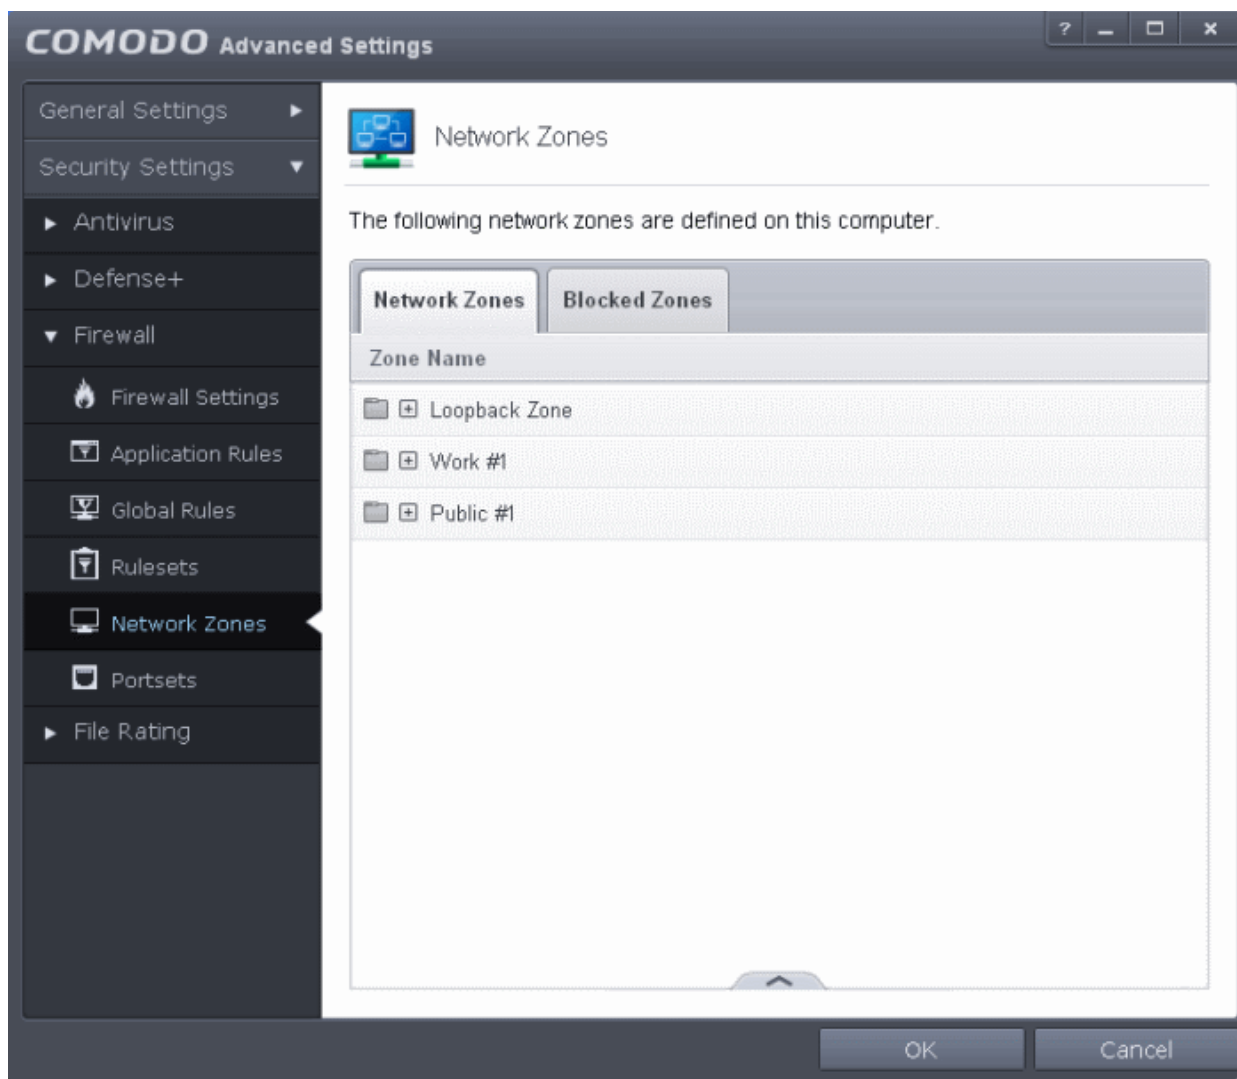 COMODO Advanced Settings
?
General Settings
Security Settings
Antivirus
Defense+
Firewall
Firewall Settings
Application Rules
Global Rules
Rulesets
Network Zones
Portsets
File Rating
Network Zones
The following network zones are defined on this computer.
Network Zones Blocked Zones
Zone Name
Loopback Zone
Work #1
Public #1
OK Cancel